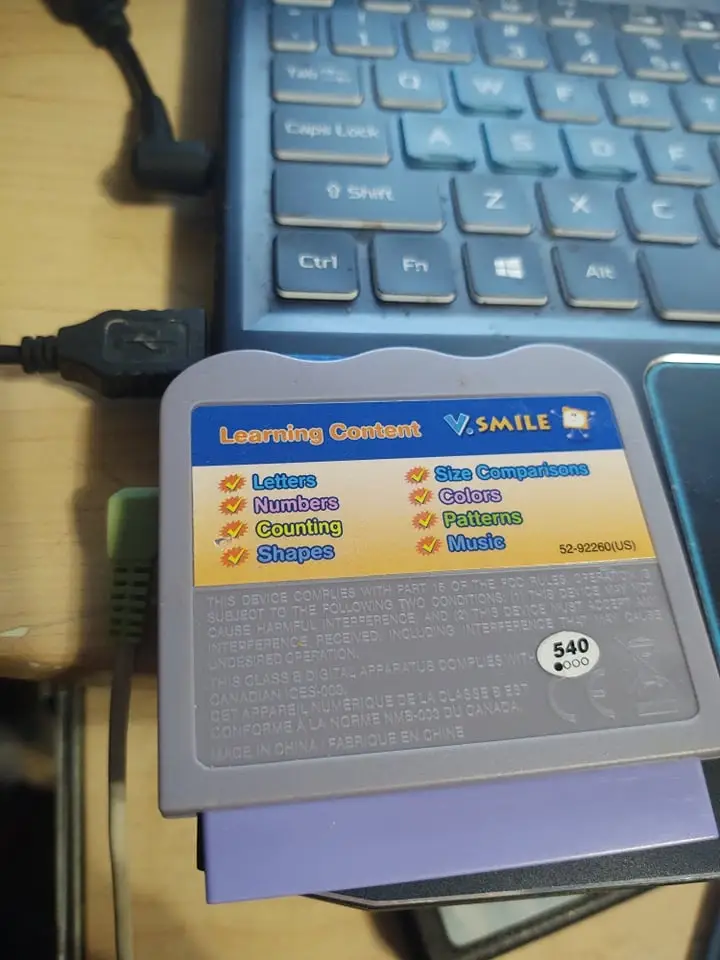 Tab
Q
W
E
R
Caps Lock
A
S
D
F
Shift
Z
X
C
Ctrl
Fn
Alt
Learning Content
V.SMILE
Letters
Size Comparisons
Numbers
Colors
Counting
Patterns
Shapes
Music
52-92260(US)
THIS DEVICE COMPLIES WITH PART 15 OF THE FCC RULES. OPERATION IS
SUBJECT TO THE FOLLOWING TWO CONDITIONS: (1) THIS DEVICE MAY NOT
CAUSE HARMFUL INTERFERENCE, AND (2) THIS DEVICE MUST ACCEPT ANY
INTERFERENCE RECEIVED, INCLUDING INTERFERENCE THAT MAY CAUSE
UNDESIRED OPERATION.
540
THIS CLASS B DIGITAL APPARATUS COMPLIES WITH
CANADIAN ICES-003.
CET APPAREIL NUMÉRIQUE DE LA CLASSE B EST
CONFORME À LA NORME NMB-003 DU CANADA.
CE
MADE IN CHINA / FABRIQUÉ EN CHINE